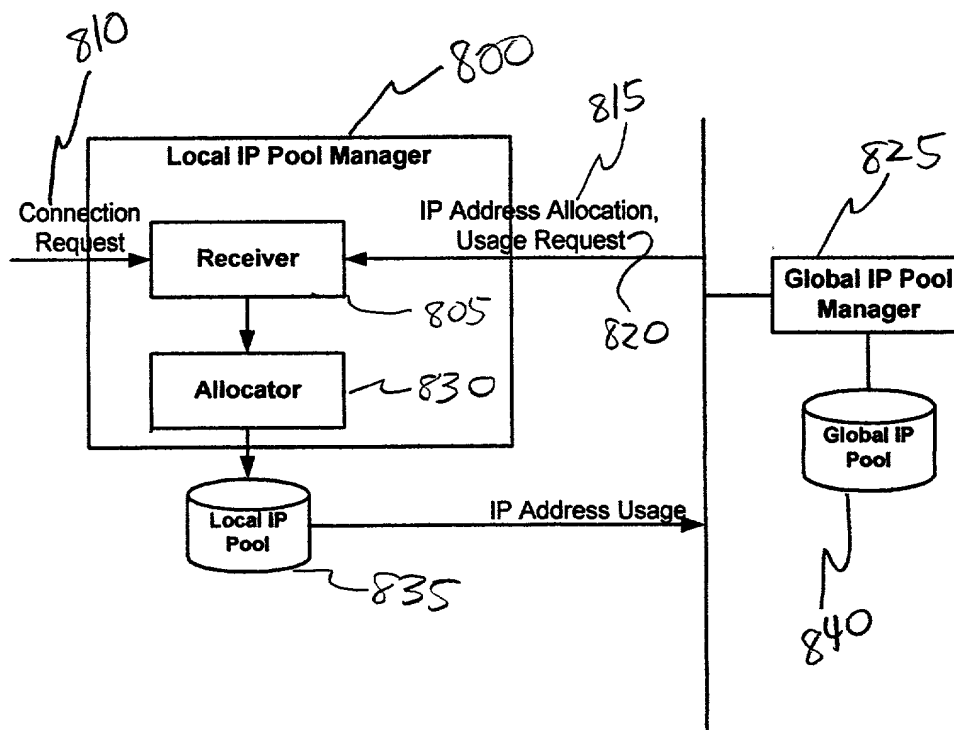 810
800
815
825
Local IP Pool Manager
Connection
Request
IP Address Allocation,
Usage Request
Receiver
805
820
Global IP Pool
Manager
Allocator
830
Global IP
Pool
Local IP
Pool
IP Address Usage
835
840